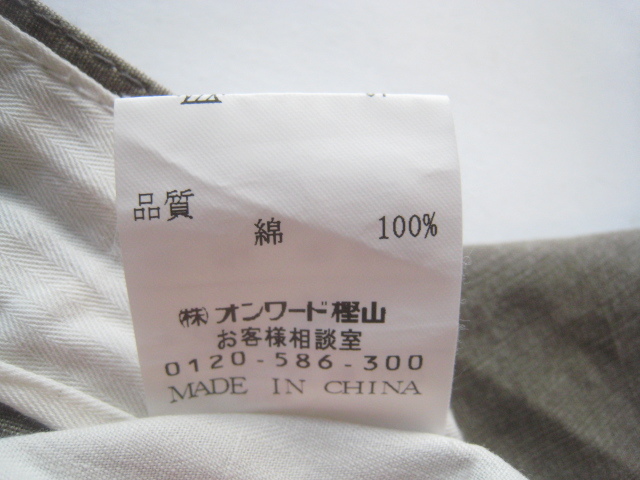 品質
綿 100%
㈱オンワード樫山
お客様相談室
0120-586-300
MADE IN CHINA